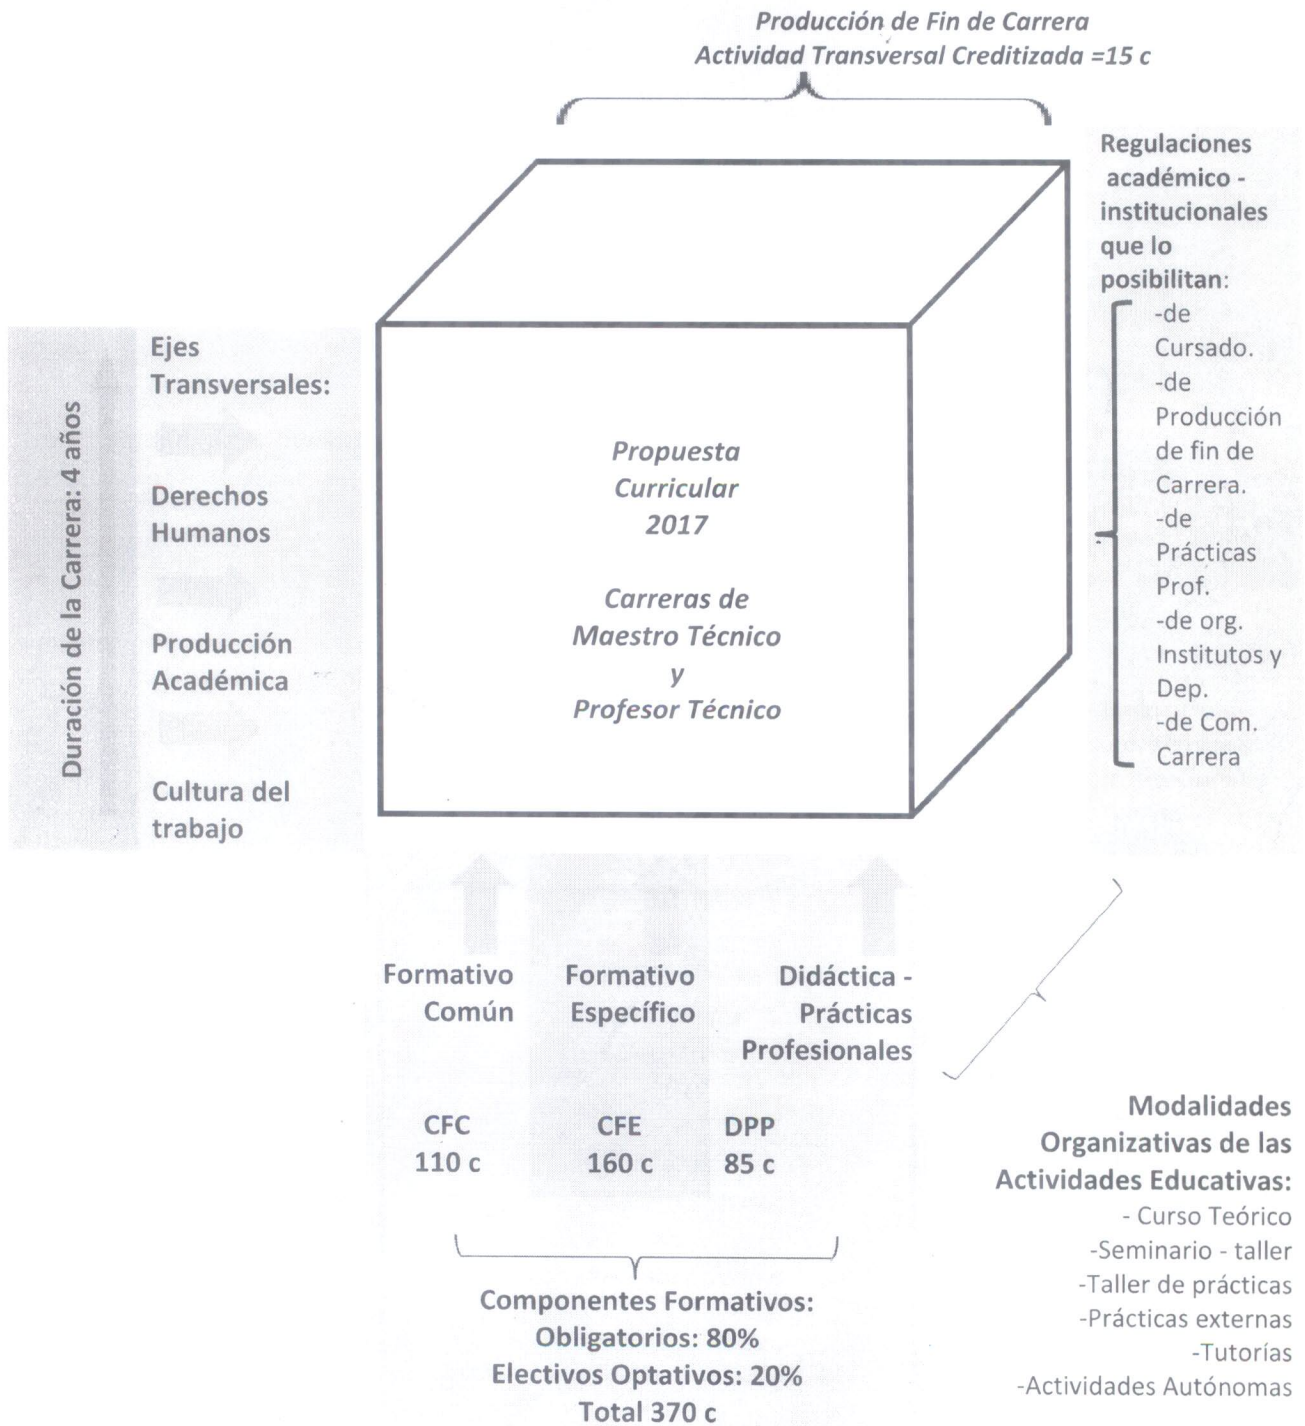 Producción de Fin de Carrera
Actividad Transversal Creditizada =15 c
Regulaciones
académico -
institucionales
que lo
posibilitan:
-de
Cursado.
-de
Producción
de fin de
Carrera.
-de
Prácticas
Prof.
-de org.
Institutos y
Dep.
-de Com.
Carrera
Duración de la Carrera: 4 años
Ejes
Transversales:
Derechos
Humanos
Producción
Académica
Cultura del
trabajo
Propuesta
Curricular
2017
Carreras de
Maestro Técnico
y
Profesor Técnico
Formativo
Común
Formativo
Específico
Didáctica -
Prácticas
Profesionales
CFC
110 c
CFE
160 c
DPP
85 c
Componentes Formativos:
Obligatorios: 80%
Electivos Optativos: 20%
Total 370 c
Modalidades
Organizativas de las
Actividades Educativas:
- Curso Teórico
-Seminario - taller
-Taller de prácticas
-Prácticas externas
-Tutorías
-Actividades Autónomas